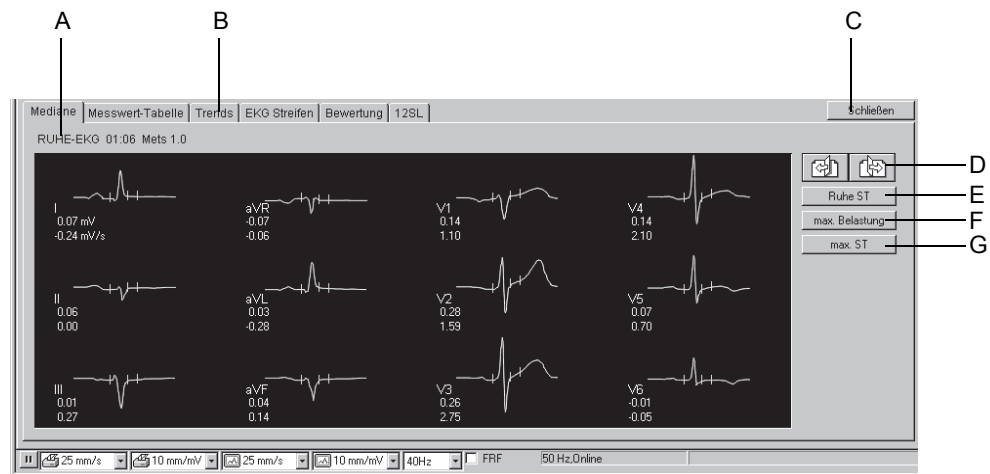 A B C
Mediane Messwert-Tabelle Trends EKG Streifen Bewertung 12SL Schließen
RUHE-EKG 01:06 Mets 1.0
D
Ruhe ST E
max. Belastung F
max. ST G
I
0.07 mV
-0.24 mV/s
aVR
-0.07
-0.06
V1
0.14
1.10
V4
0.14
2.10
II
0.06
0.00
aVL
0.03
-0.28
V2
0.28
1.59
V5
0.07
0.70
III
0.01
0.27
aVF
0.04
0.14
V3
0.26
2.75
V6
-0.01
-0.05
25 mm/s 10 mm/mV 25 mm/s 10 mm/mV 40Hz FRF 50 Hz,Online